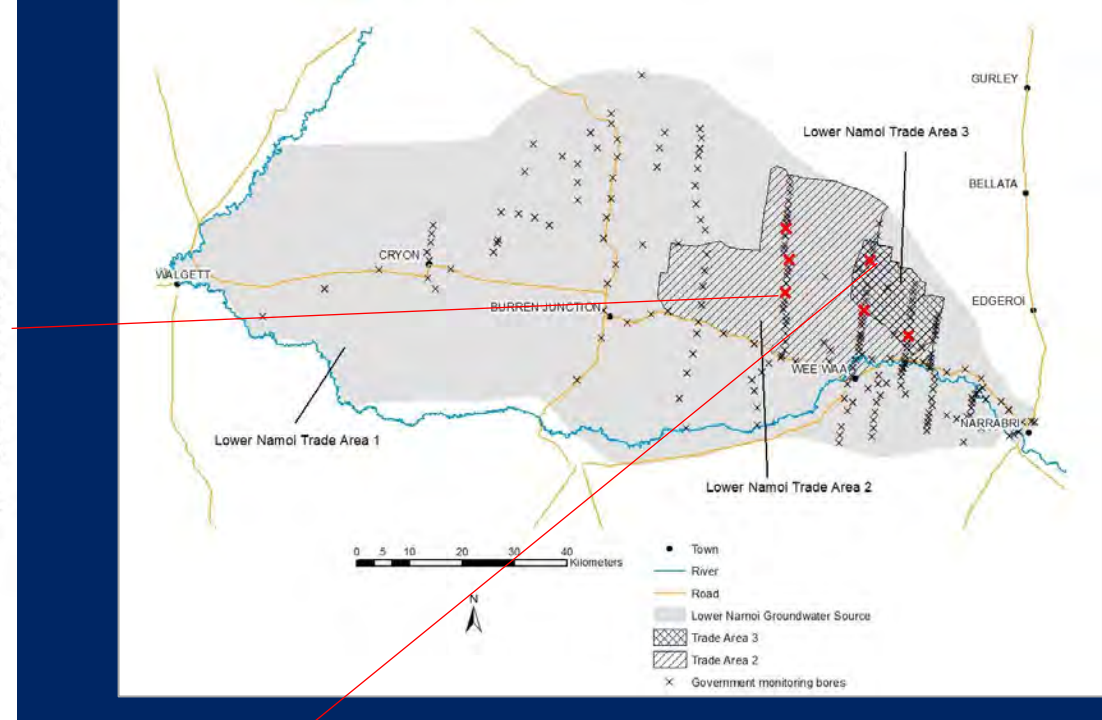 GURLEY
Lower Namoi Trade Area 3
BELLATA
CRYON
WALGETT
EDGEROI
BURREN JUNCTION
WEE WAA
NARRABRI
Lower Namoi Trade Area 1
Lower Namoi Trade Area 2
0 5 10 20 30 40
Kilometers
N
Town
River
Road
Lower Namoi Groundwater Source
Trade Area 3
Trade Area 2
Government monitoring bores